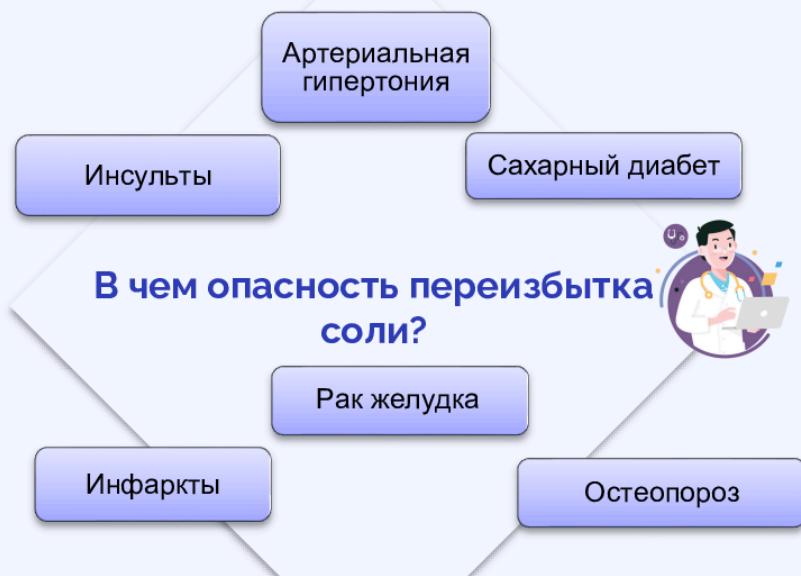 Артериальная
гипертония
Инсульты
Сахарный диабет
В чем опасность переизбытка
соли?
Рак желудка
Инфаркты
Остеопороз